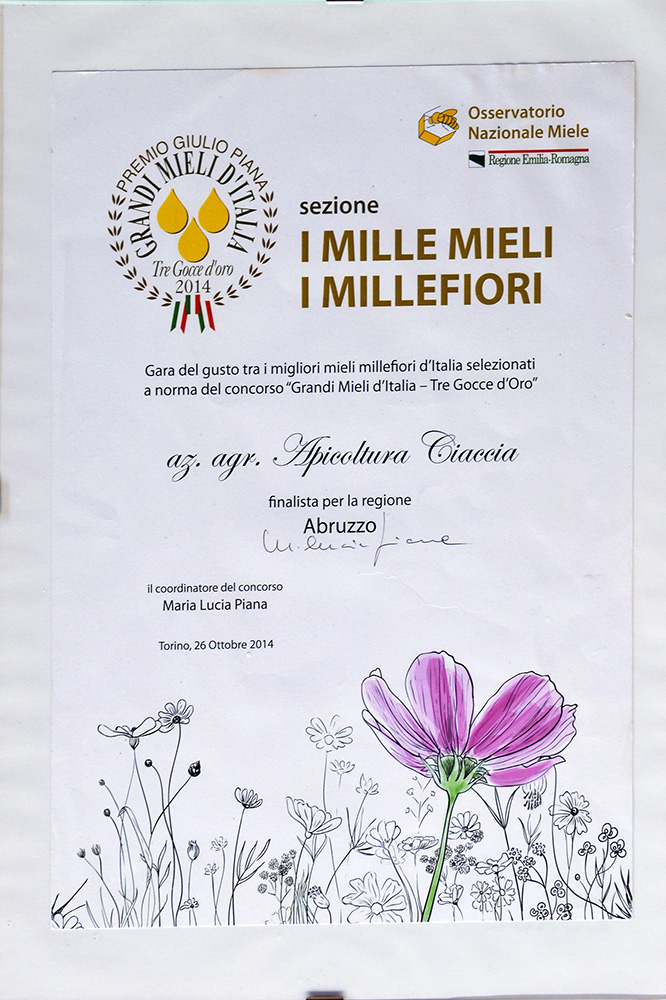 PREMIO GIULIO PIANA
GRANDI MIELI D'ITALIA
Tre Gocce d'oro
2014
Osservatorio
Nazionale Miele
Regione Emilia-Romagna
sezione
I MILLE MIELI
I MILLEFIORI
Gara del gusto tra i migliori mieli millefiori d'Italia selezionati
a norma del concorso "Grandi Mieli d'Italia – Tre Gocce d'Oro"
az. agr. Apicoltura Ciaccia
finalista per la regione
Abruzzo
M. Lucia Piana
il coordinatore del concorso
Maria Lucia Piana
Torino, 26 Ottobre 2014